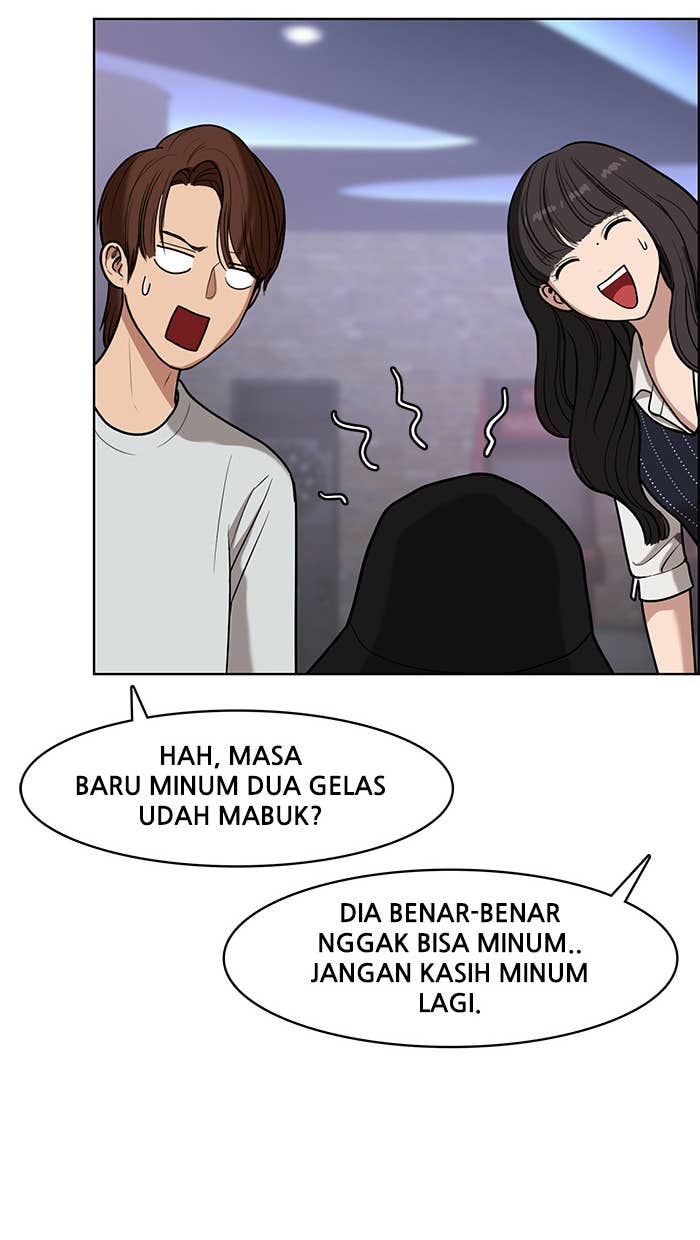 HAH, MASA
BARU MINUM DUA GELAS
UDAH MABUK?
DIA BENAR-BENAR
NGGAK BISA MINUM..
JANGAN KASIH MINUM
LAGI.